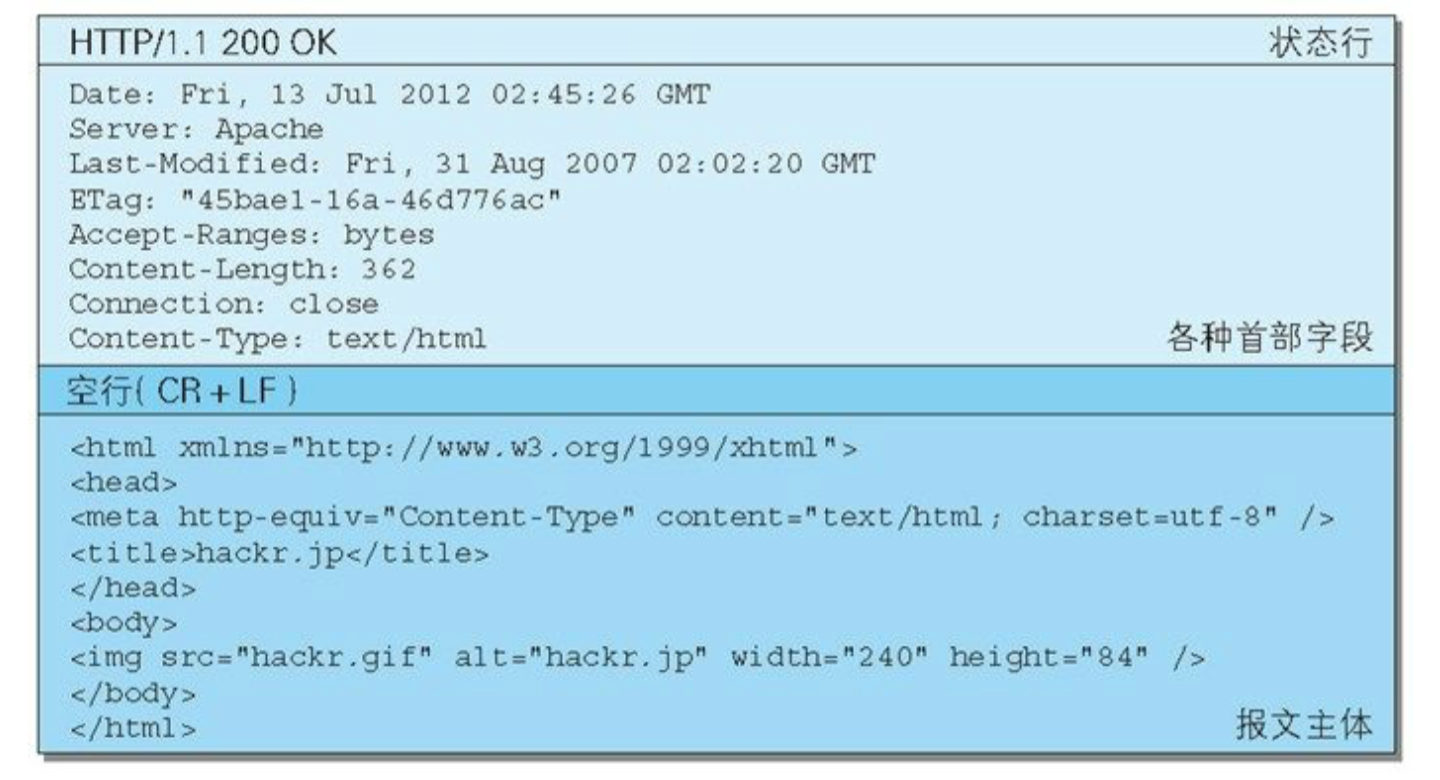 HTTP/1.1 200 OK 状态行
Date: Fri, 13 Jul 2012 02:45:26 GMT
Server: Apache
Last-Modified: Fri, 31 Aug 2007 02:02:20 GMT
ETag: "45bae1-16a-46d776ac"
Accept-Ranges: bytes
Content-Length: 362
Connection: close
Content-Type: text/html 各种首部字段
空行( CR + LF )
<html xmlns="http://www.w3.org/1999/xhtml">
<head>
<meta http-equiv="Content-Type" content="text/html; charset=utf-8" />
<title>hackr.jp</title>
</head>
<body>
<img src="hackr.gif" alt="hackr.jp" width="240" height="84" />
</body>
</html> 报文主体